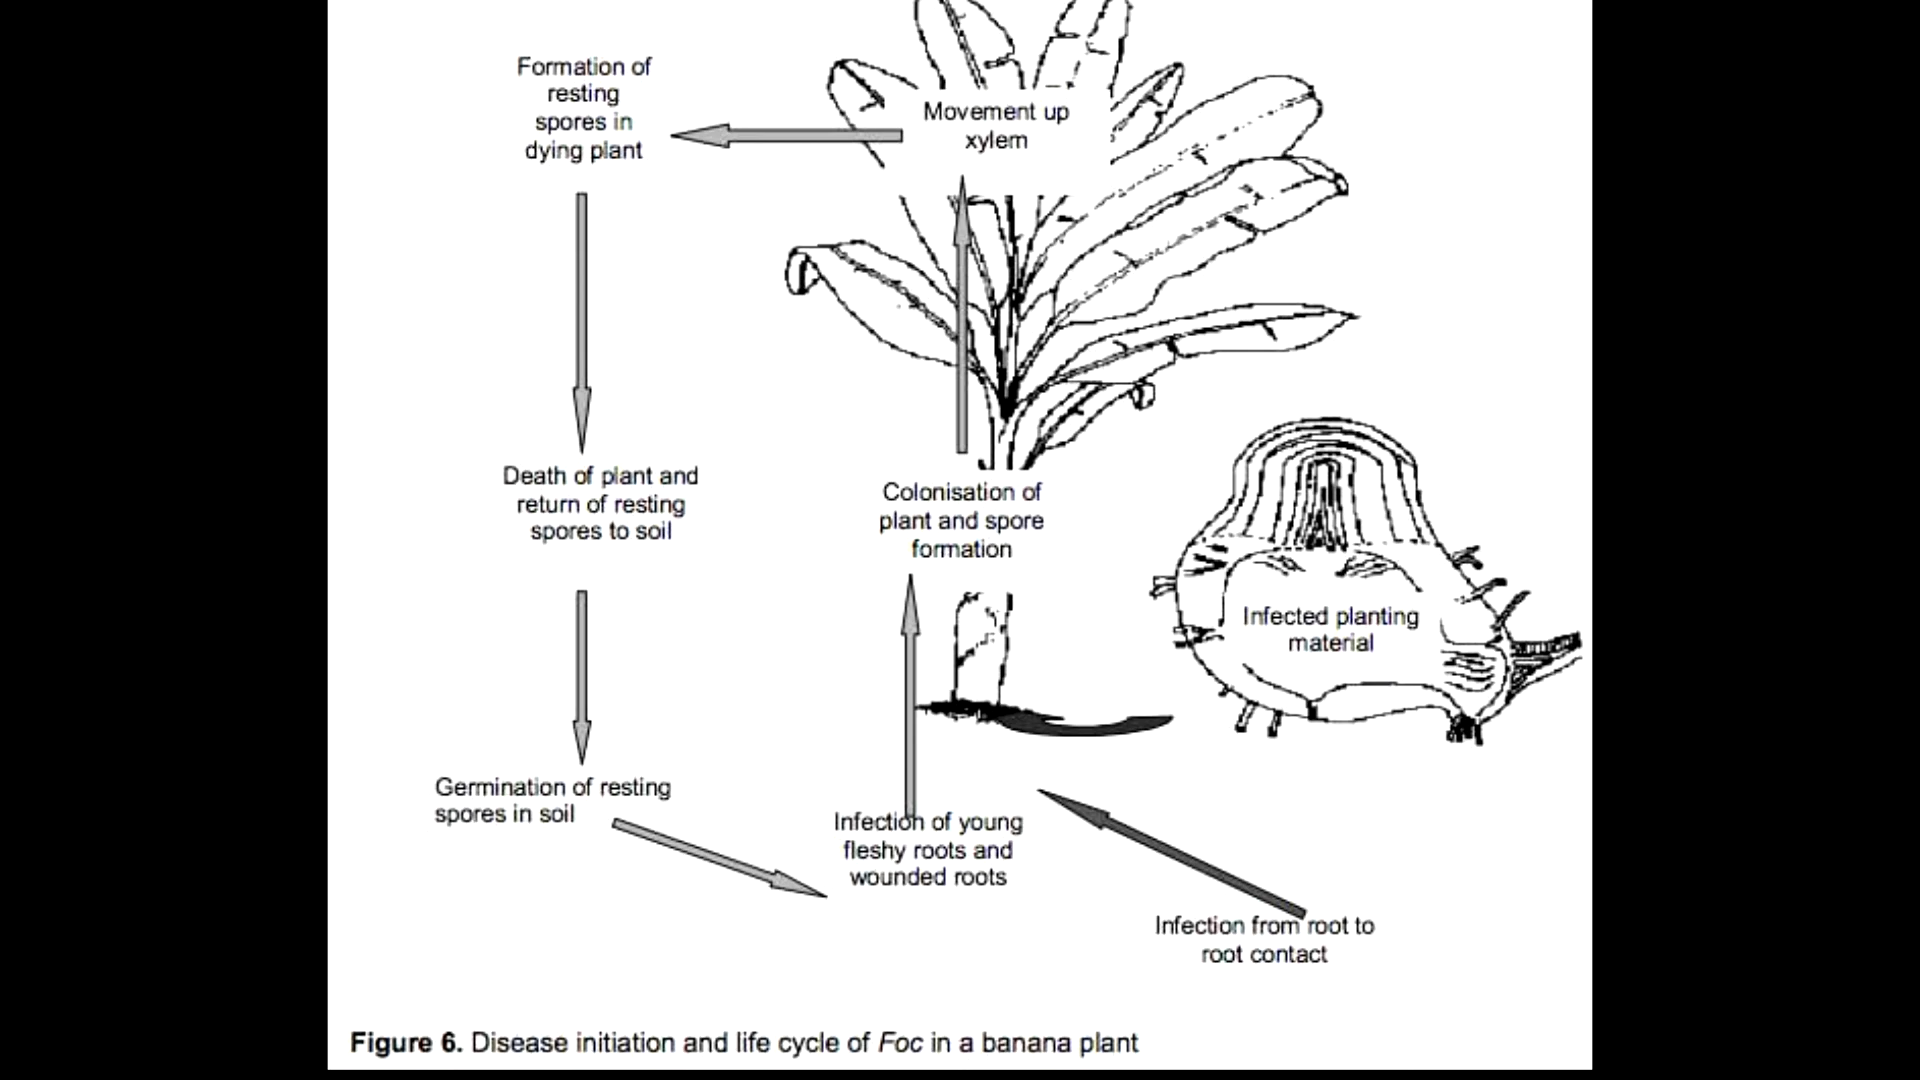 Formation of
resting
spores in
dying plant
Movement up
xylem
Death of plant and
return of resting
spores to soil
Colonisation of
plant and spore
formation
Infected planting
material
Germination of resting
spores in soil
Infection of young
fleshy roots and
wounded roots
Infection from root to
root contact
Figure 6. Disease initiation and life cycle of Foc in a banana plant